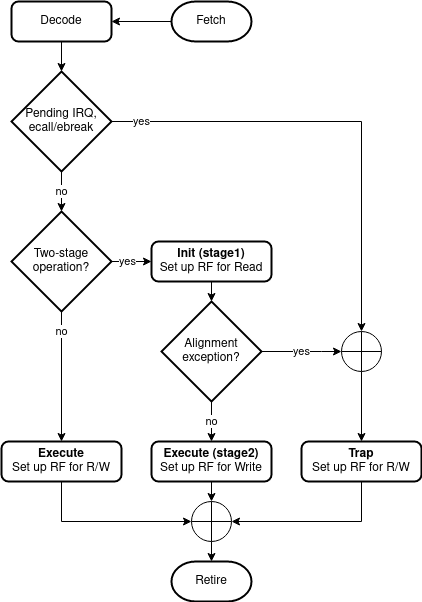 Decode
Fetch
Pending IRQ,
ecall/ebreak
yes
no
Two-stage
operation?
yes
Init (stage1)
Set up RF for Read
no
Alignment
exception?
yes
no
Execute
Set up RF for R/W
Execute (stage2)
Set up RF for Write
Trap
Set up RF for R/W
Retire